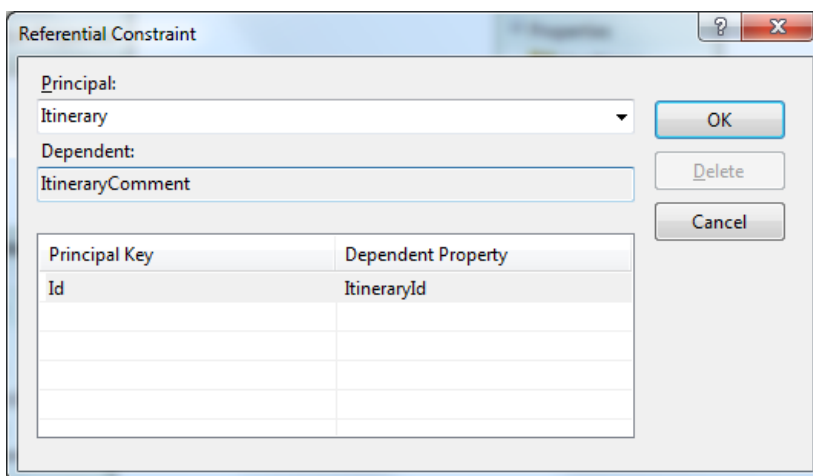 Referential Constraint
Principal:
Itinerary
OK
Dependent:
ItineraryComment
Delete
Cancel
Principal Key Dependent Property
Id ItineraryId